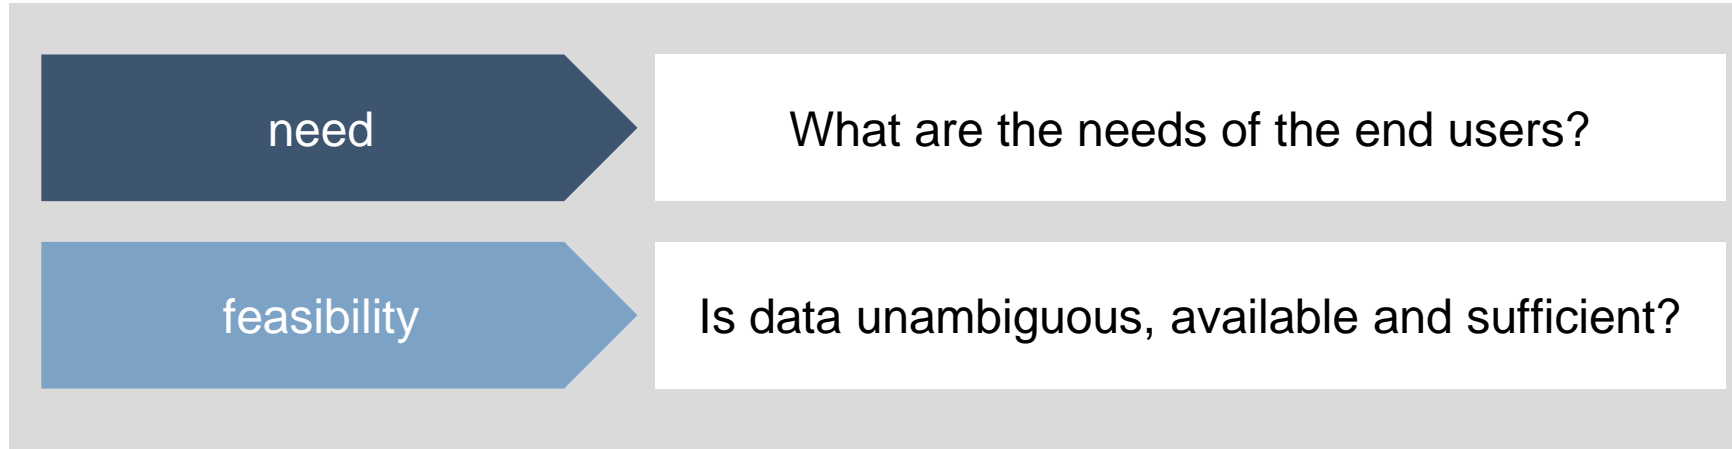 need
What are the needs of the end users?
feasibility
Is data unambiguous, available and sufficient?